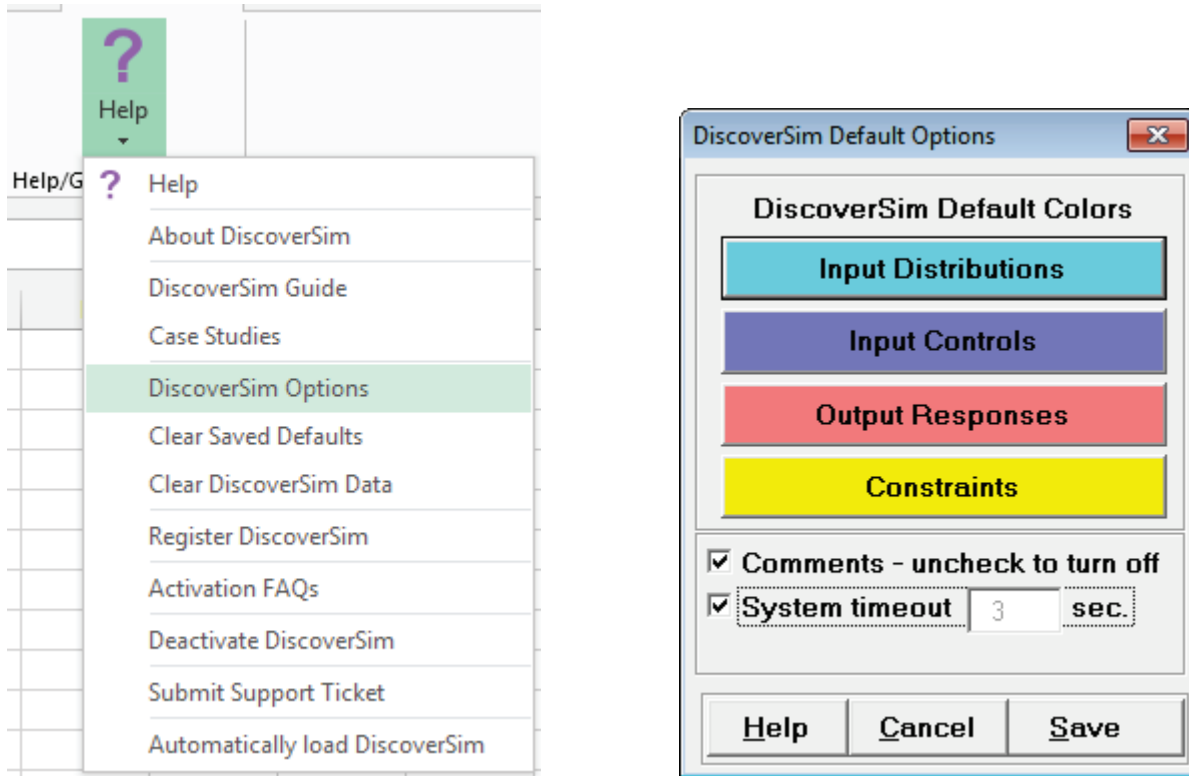 ?
Help
Help/G
? Help
About DiscoverSim
DiscoverSim Guide
Case Studies
DiscoverSim Options
Clear Saved Defaults
Clear DiscoverSim Data
Register DiscoverSim
Activation FAQs
Deactivate DiscoverSim
Submit Support Ticket
Automatically load DiscoverSim
DiscoverSim Default Options
DiscoverSim Default Colors
Input Distributions
Input Controls
Output Responses
Constraints
Comments - uncheck to turn off
System timeout 3 sec.
Help Cancel Save